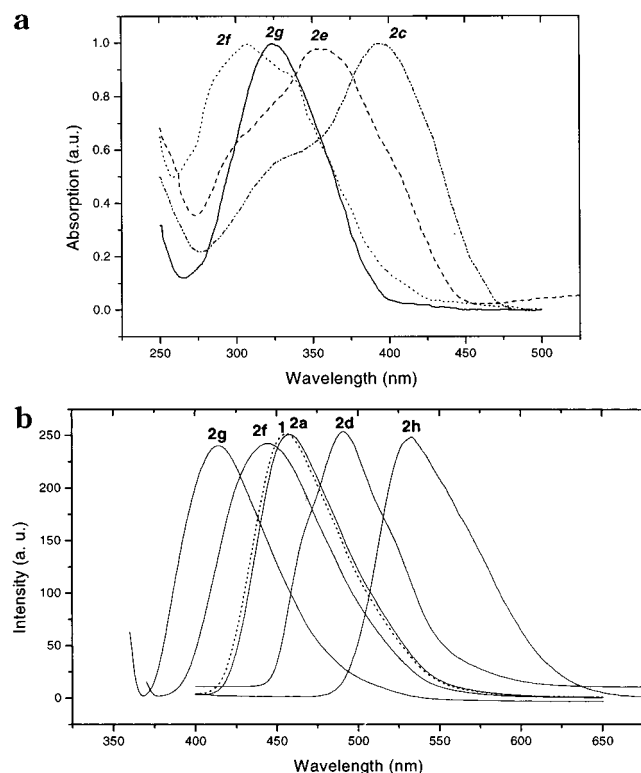 a
2f 2g 2e 2c
1.0
0.8
0.6
0.4
0.2
0.0
Absorption (a.u.)
250 300 350 400 450 500
Wavelength (nm)
b
2g 2f 1 2a 2d 2h
250
200
150
100
50
0
Intensity (a. u.)
350 400 450 500 550 600 650
Wavelength (nm)